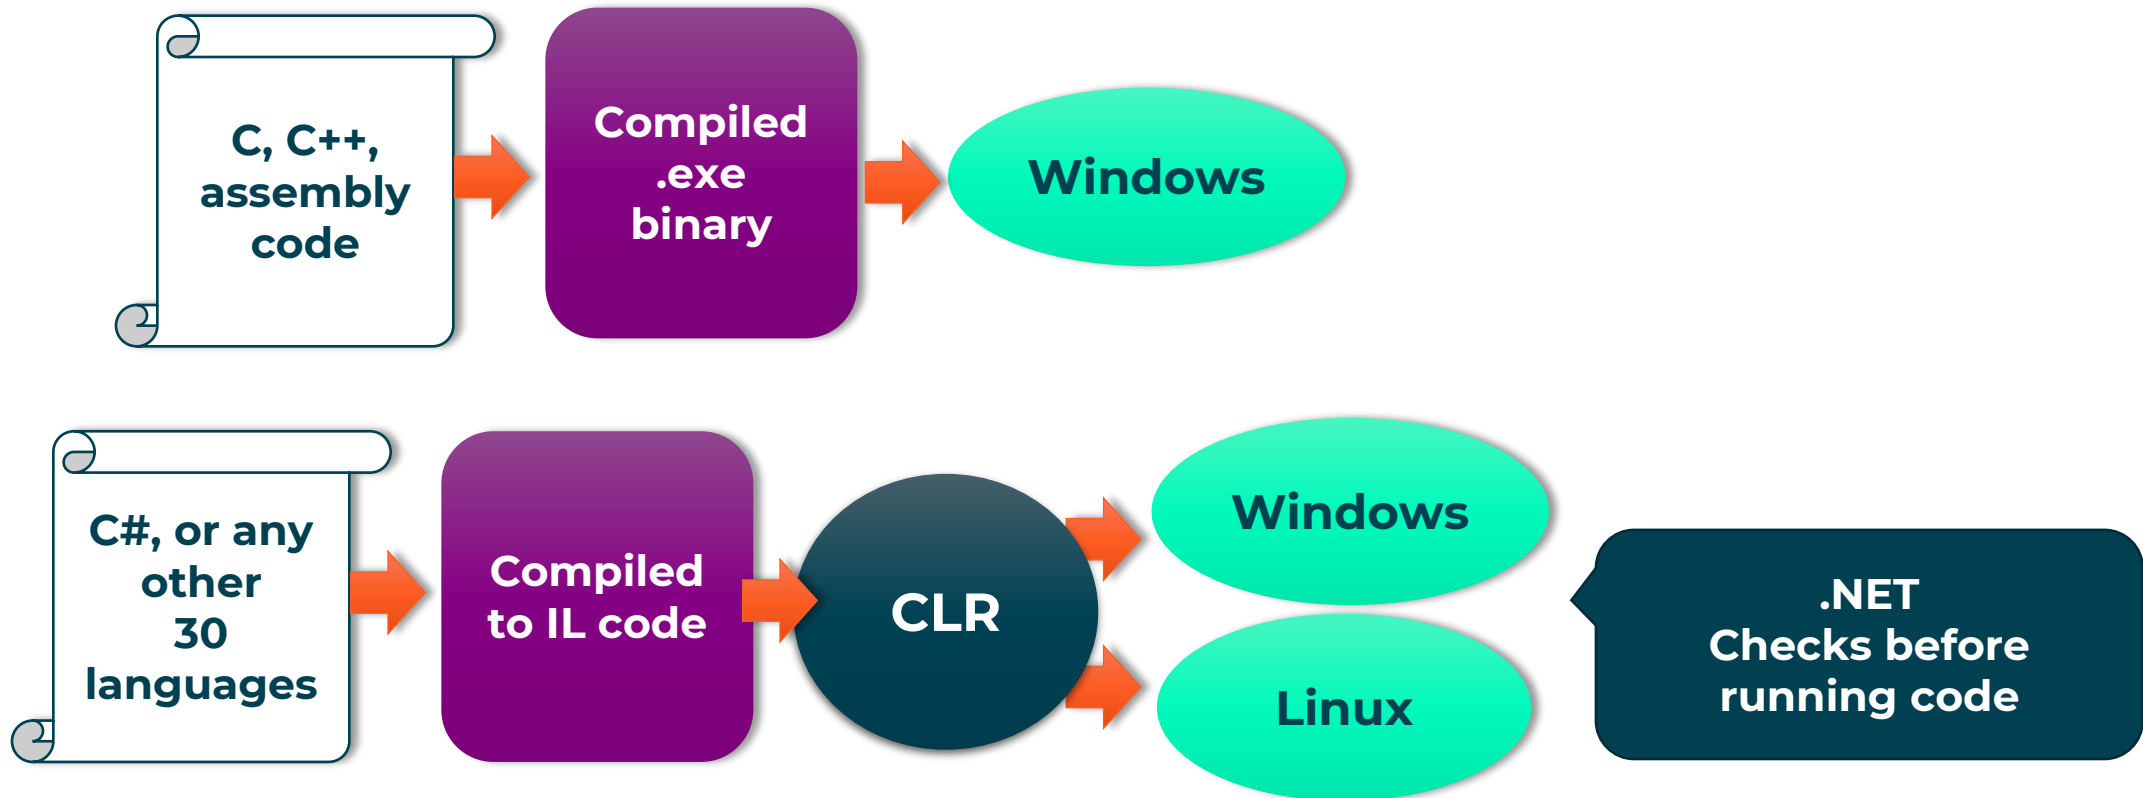 C, C++,
assembly
code
Compiled
.exe
binary
Windows
C#, or any
other
30
languages
Compiled
to IL code
CLR
Windows
Linux
.NET
Checks before
running code